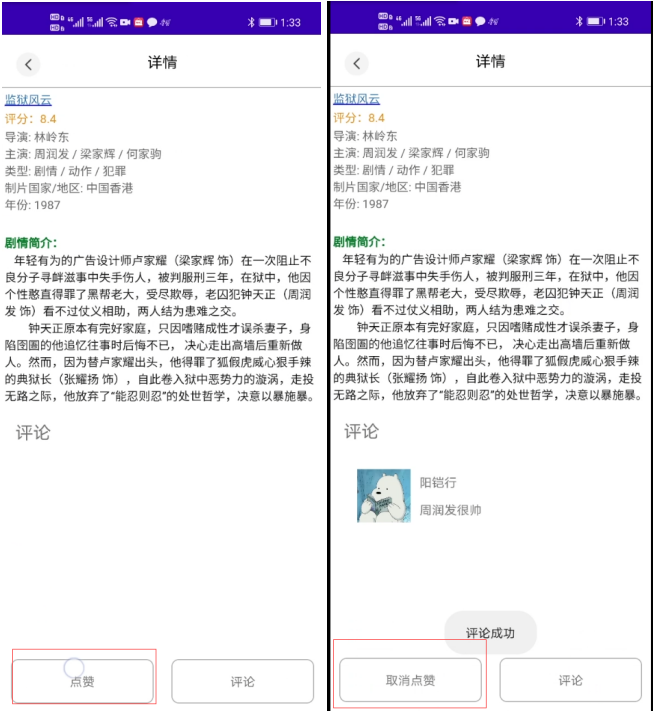 1:33
详情
监狱风云
评分：8.4
导演: 林岭东
主演: 周润发 / 梁家辉 / 何家驹
类型: 剧情 / 动作 / 犯罪
制片国家/地区: 中国香港
年份: 1987
剧情简介：
年轻有为的广告设计师卢家耀（梁家辉 饰）在一次阻止不
良分子寻衅滋事中失手伤人，被判服刑三年，在狱中，他因
个性憨直得罪了黑帮老大，受尽欺辱，老囚犯钟天正（周润
发 饰）看不过仗义相助，两人结为患难之交。
钟天正原本有完好家庭，只因嗜赌成性才误杀妻子，身
陷囹圄的他追忆往事时后悔不已， 决心走出高墙后重新做
人。然而，因为替卢家耀出头，他得罪了狐假虎威心狠手辣
的典狱长（张耀扬 饰），自此卷入狱中恶势力的漩涡，走投
无路之际，他放弃了“能忍则忍”的处世哲学，决意以暴施暴。
评论
点赞
评论
1:33
详情
监狱风云
评分：8.4
导演: 林岭东
主演: 周润发 / 梁家辉 / 何家驹
类型: 剧情 / 动作 / 犯罪
制片国家/地区: 中国香港
年份: 1987
剧情简介：
年轻有为的广告设计师卢家耀（梁家辉 饰）在一次阻止不
良分子寻衅滋事中失手伤人，被判服刑三年，在狱中，他因
个性憨直得罪了黑帮老大，受尽欺辱，老囚犯钟天正（周润
发 饰）看不过仗义相助，两人结为患难之交。
钟天正原本有完好家庭，只因嗜赌成性才误杀妻子，身
陷囹圄的他追忆往事时后悔不已， 决心走出高墙后重新做
人。然而，因为替卢家耀出头，他得罪了狐假虎威心狠手辣
的典狱长（张耀扬 饰），自此卷入狱中恶势力的漩涡，走投
无路之际，他放弃了“能忍则忍”的处世哲学，决意以暴施暴。
评论
阳铠行
周润发很帅
评论成功
取消点赞
评论